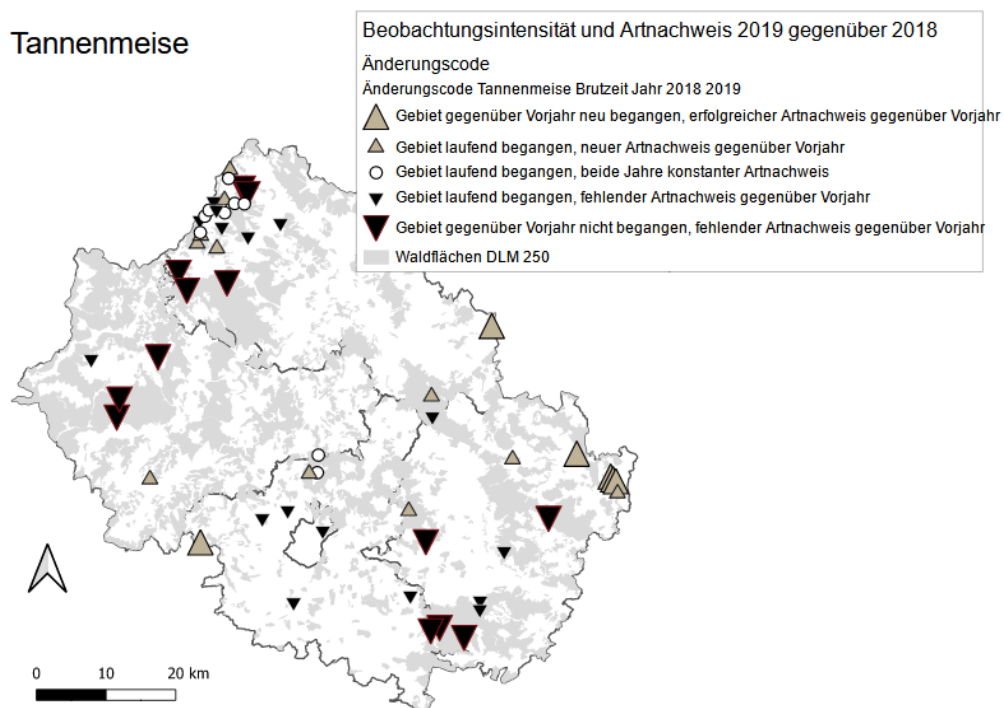 Tannenmeise
Beobachtungsintensität und Artnachweis 2019 gegenüber 2018
Änderungscode
Änderungscode Tannenmeise Brutzeit Jahr 2018 2019
Gebiet gegenüber Vorjahr neu begangen, erfolgreicher Artnachweis gegenüber Vorjahr
Gebiet laufend begangen, neuer Artnachweis gegenüber Vorjahr
Gebiet laufend begangen, beide Jahre konstanter Artnachweis
Gebiet laufend begangen, fehlender Artnachweis gegenüber Vorjahr
Gebiet gegenüber Vorjahr nicht begangen, fehlender Artnachweis gegenüber Vorjahr
Waldflächen DLM 250
0 10 20 km